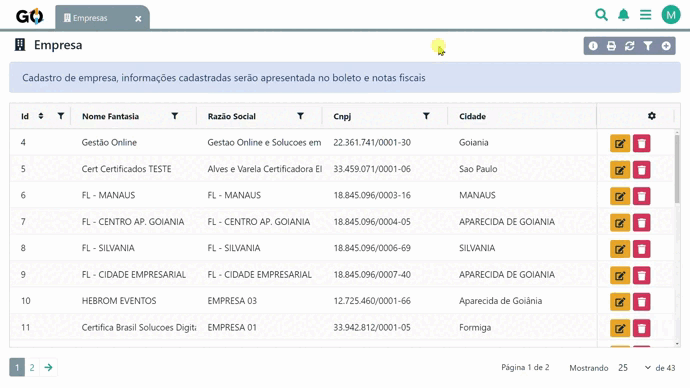 GO Empresas
M
Empresa
Cadastro de empresa, informações cadastradas serão apresentada no boleto e notas fiscais
Id Nome Fantasia Razão Social Cnpj Cidade
4 Gestão Online Gestao Online e Solucoes em 22.361.741/0001-30 Goiania
5 Cert Certificados TESTE Alves e Varela Certificadora El 33.459.071/0001-06 Sao Paulo
6 FL - MANAUS FL - MANAUS 18.845.096/0003-16 MANAUS
7 FL - CENTRO AP. GOIANIA FL - CENTRO AP. GOIANIA 18.845.096/0004-05 APARECIDA DE GOIANIA
8 FL - SILVANIA FL - SILVANIA 18.845.096/0006-69 SILVANIA
9 FL - CIDADE EMPRESARIAL FL - CIDADE EMPRESARIAL 18.845.096/0007-40 APARECIDA DE GOIANIA
10 HEBROM EVENTOS EMPRESA 03 12.725.460/0001-66 Aparecida de Goiânia
11 Certifica Brasil Solucoes Digita EMPRESA 01 33.942.812/0001-05 Formiga
1 2 Página 1 de 2 Mostrando 25 de 43